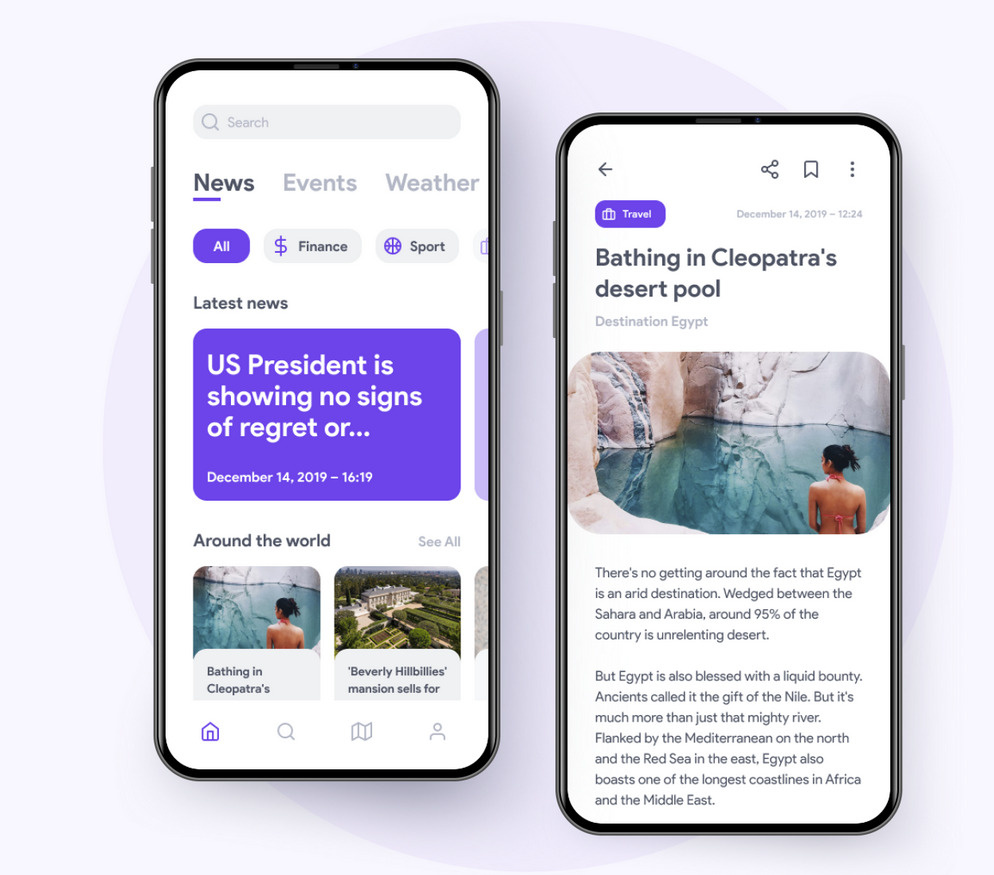 Search
News Events Weather
All Finance Sport
Latest news
US President is
showing no signs
of regret or...
December 14, 2019 – 16:19
Around the world See All
Bathing in
Cleopatra's
'Beverly Hillbillies'
mansion sells for
Travel December 14, 2019 – 12:24
Bathing in Cleopatra's
desert pool
Destination Egypt
There's no getting around the fact that Egypt
is an arid destination. Wedged between the
Sahara and Arabia, around 95% of the
country is unrelenting desert.
But Egypt is also blessed with a liquid bounty.
Ancients called it the gift of the Nile. But it's
much more than just that mighty river.
Flanked by the Mediterranean on the north
and the Red Sea in the east, Egypt also
boasts one of the longest coastlines in Africa
and the Middle East.